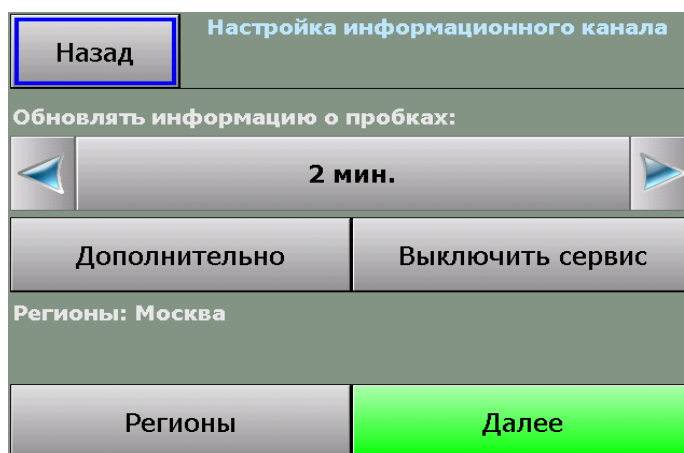 Назад
Настройка информационного канала
Обновлять информацию о пробках:
2 мин.
Дополнительно
Выключить сервис
Регионы: Москва
Регионы
Далее